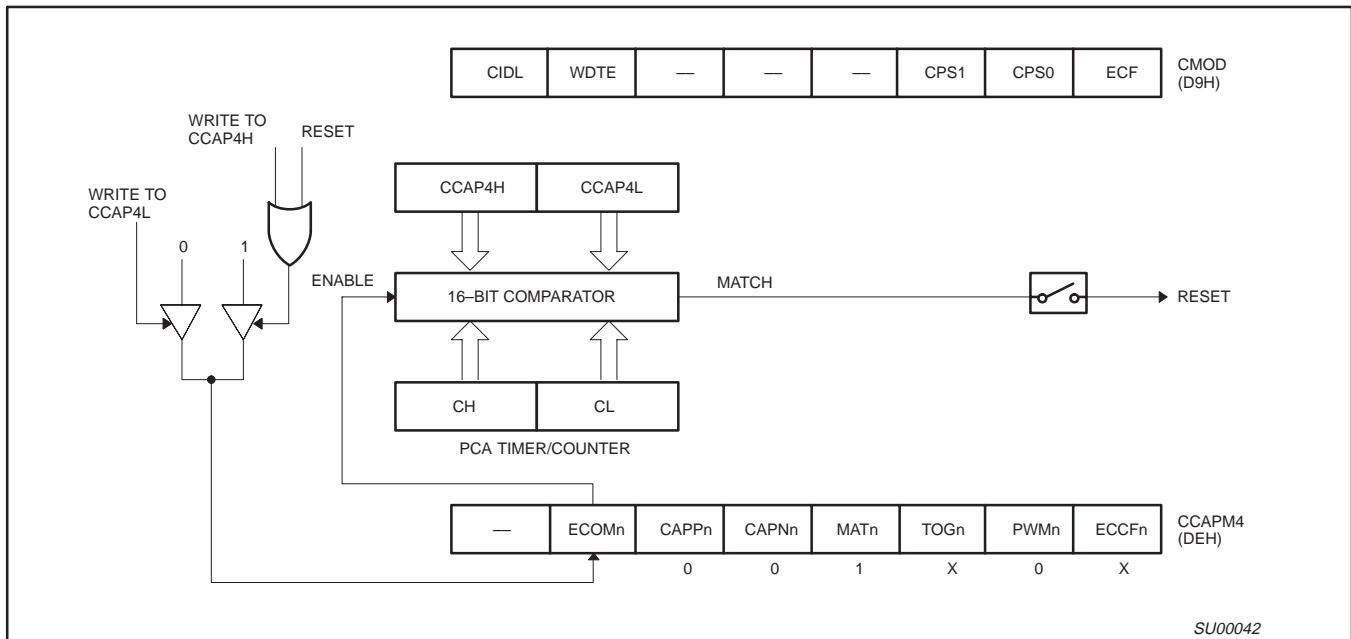 CIDL WDTE — — — CPS1 CPS0 ECF
CMOD
(D9H)
WRITE TO
CCAP4H
RESET
WRITE TO
CCAP4L
0 1
CCAP4H CCAP4L
ENABLE
16–BIT COMPARATOR
MATCH
RESET
CH CL
PCA TIMER/COUNTER
— ECOMn CAPPn CAPNn MATn TOGn PWMn ECCFn
CCAPM4
(DEH)
0 0 1 X 0 X
SU00042